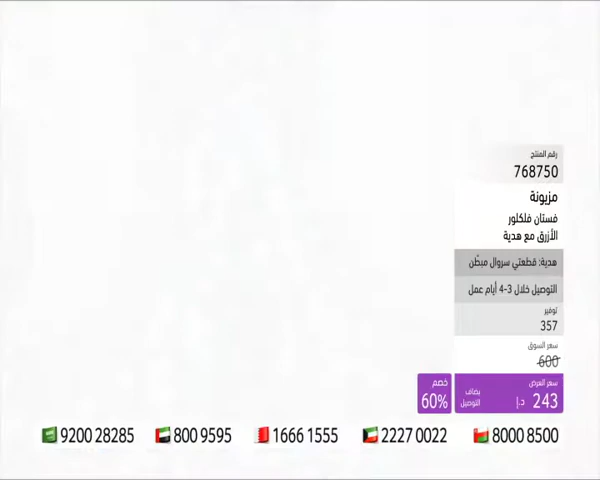 رقم المنتج
768750
مزيونة
فستان فلكلور
الأزرق مع هدية
هدية: قطعتي سروال مبطّن
التوصيل خلال 3-4 أيام عمل
توفير
357
سعر السوق
600
سعر العرض
243 د.إ
يضاف
التوصيل
خصم
60%
9200 28285
800 9595
1666 1555
2227 0022
8000 8500